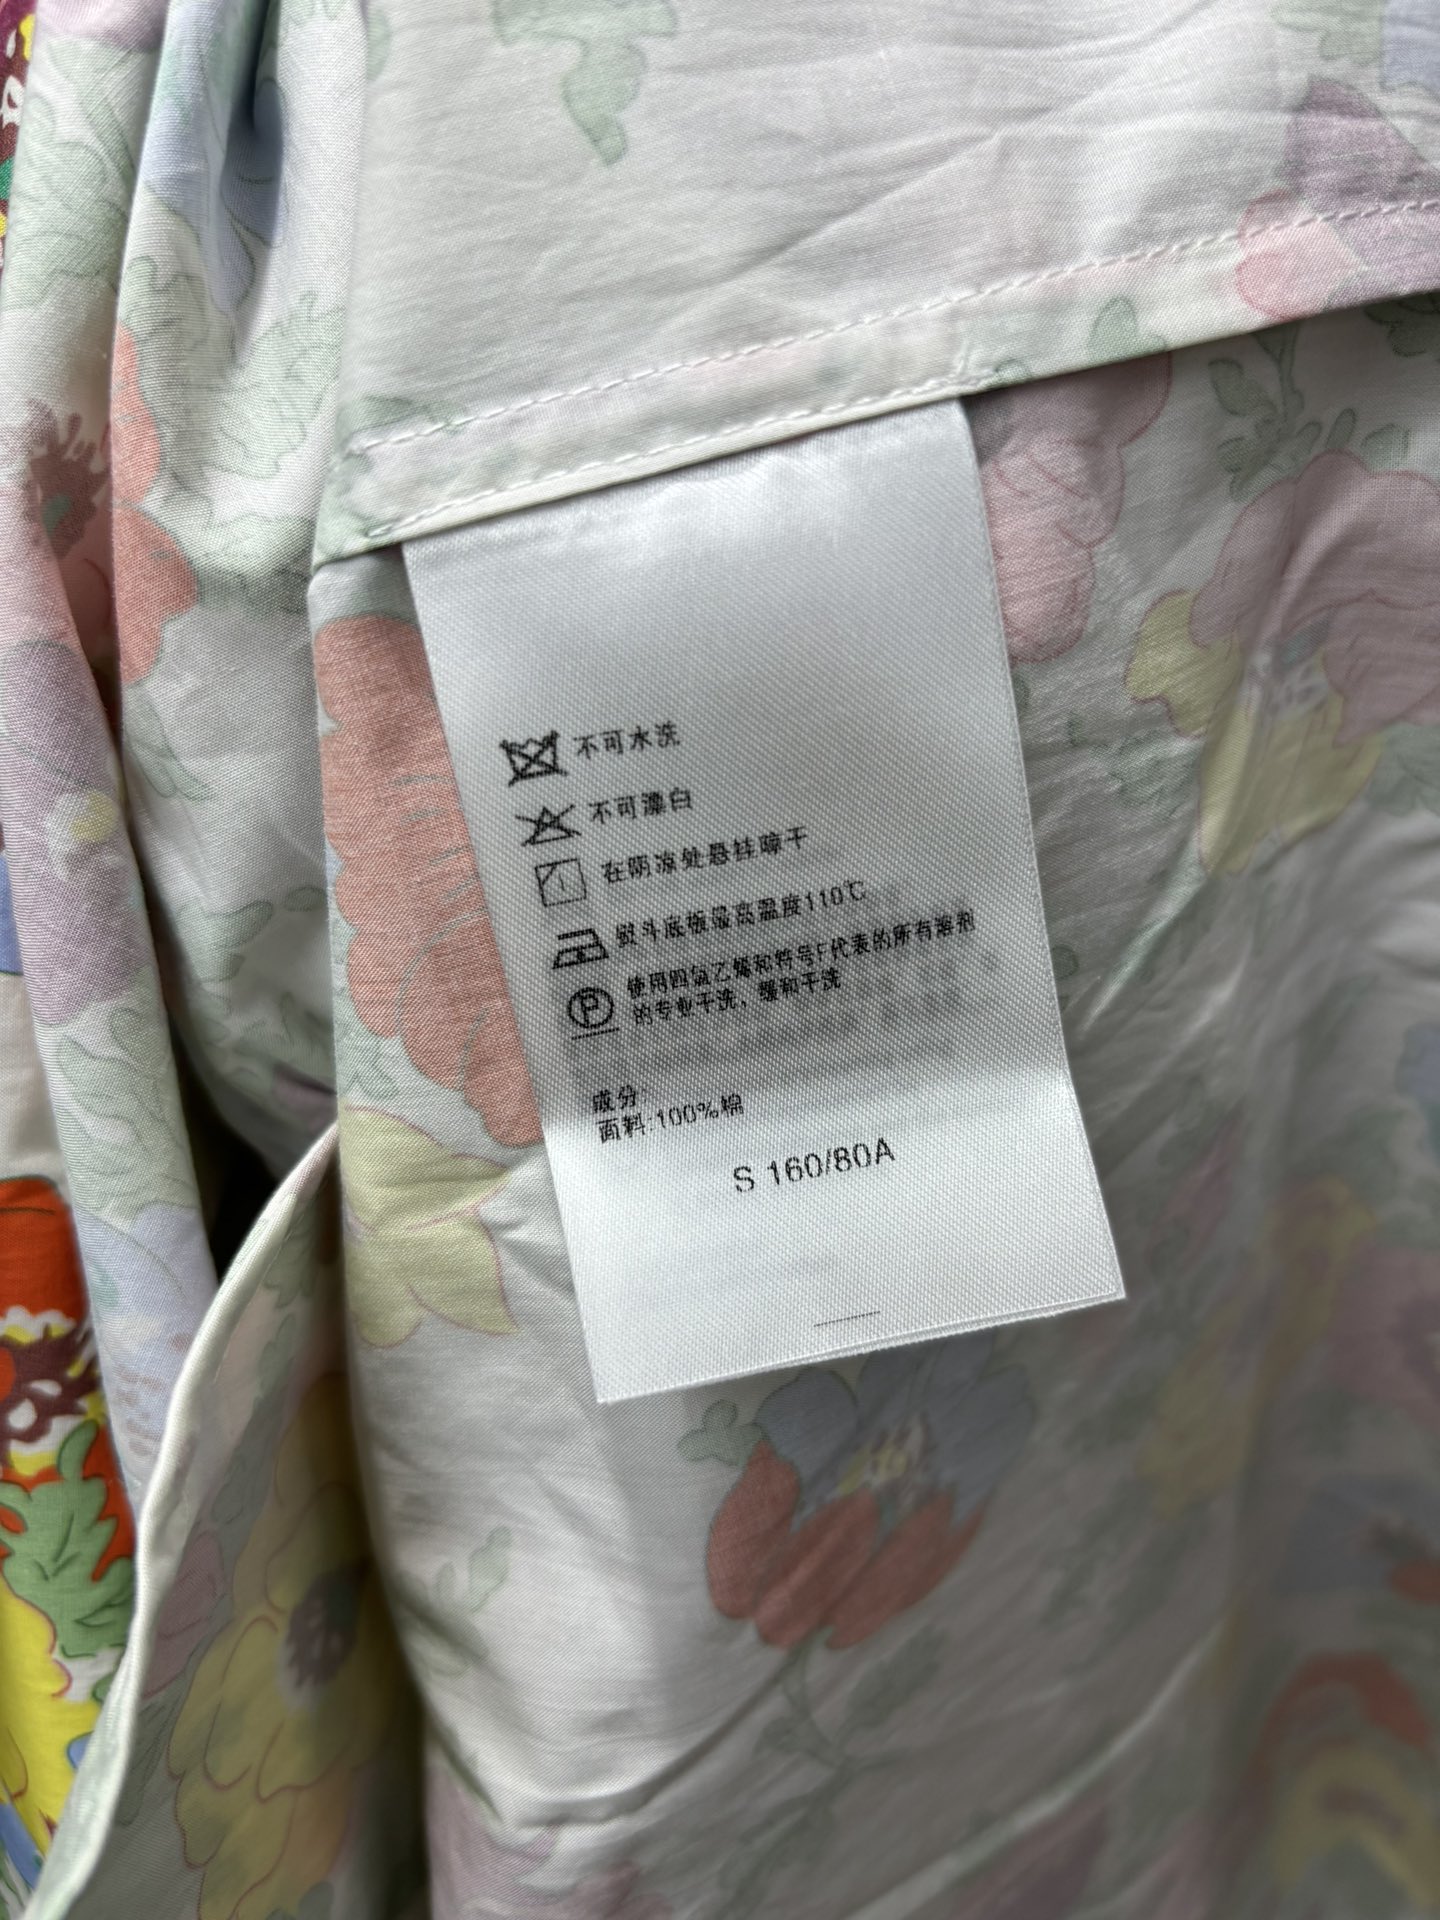 不可水洗
不可漂白
在阴凉处悬挂晾干
熨斗底板最高温度110℃
P
使用四氯乙烯和符号F代表的所有溶剂
的专业干洗，缓和干洗
成分:
面料:100%棉
S 160/80A